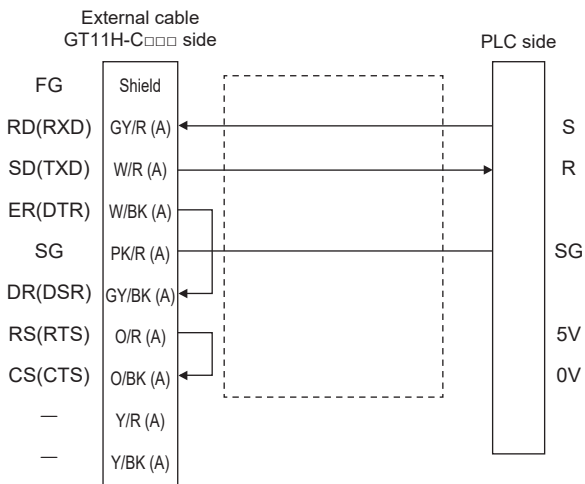 External cable
GT11H-C□□□ side
PLC side
FG Shield
RD(RXD) GY/R (A) S
SD(TXD) W/R (A) R
ER(DTR) W/BK (A)
SG PK/R (A) SG
DR(DSR) GY/BK (A)
RS(RTS) O/R (A) 5V
CS(CTS) O/BK (A) 0V
— Y/R (A)
— Y/BK (A)